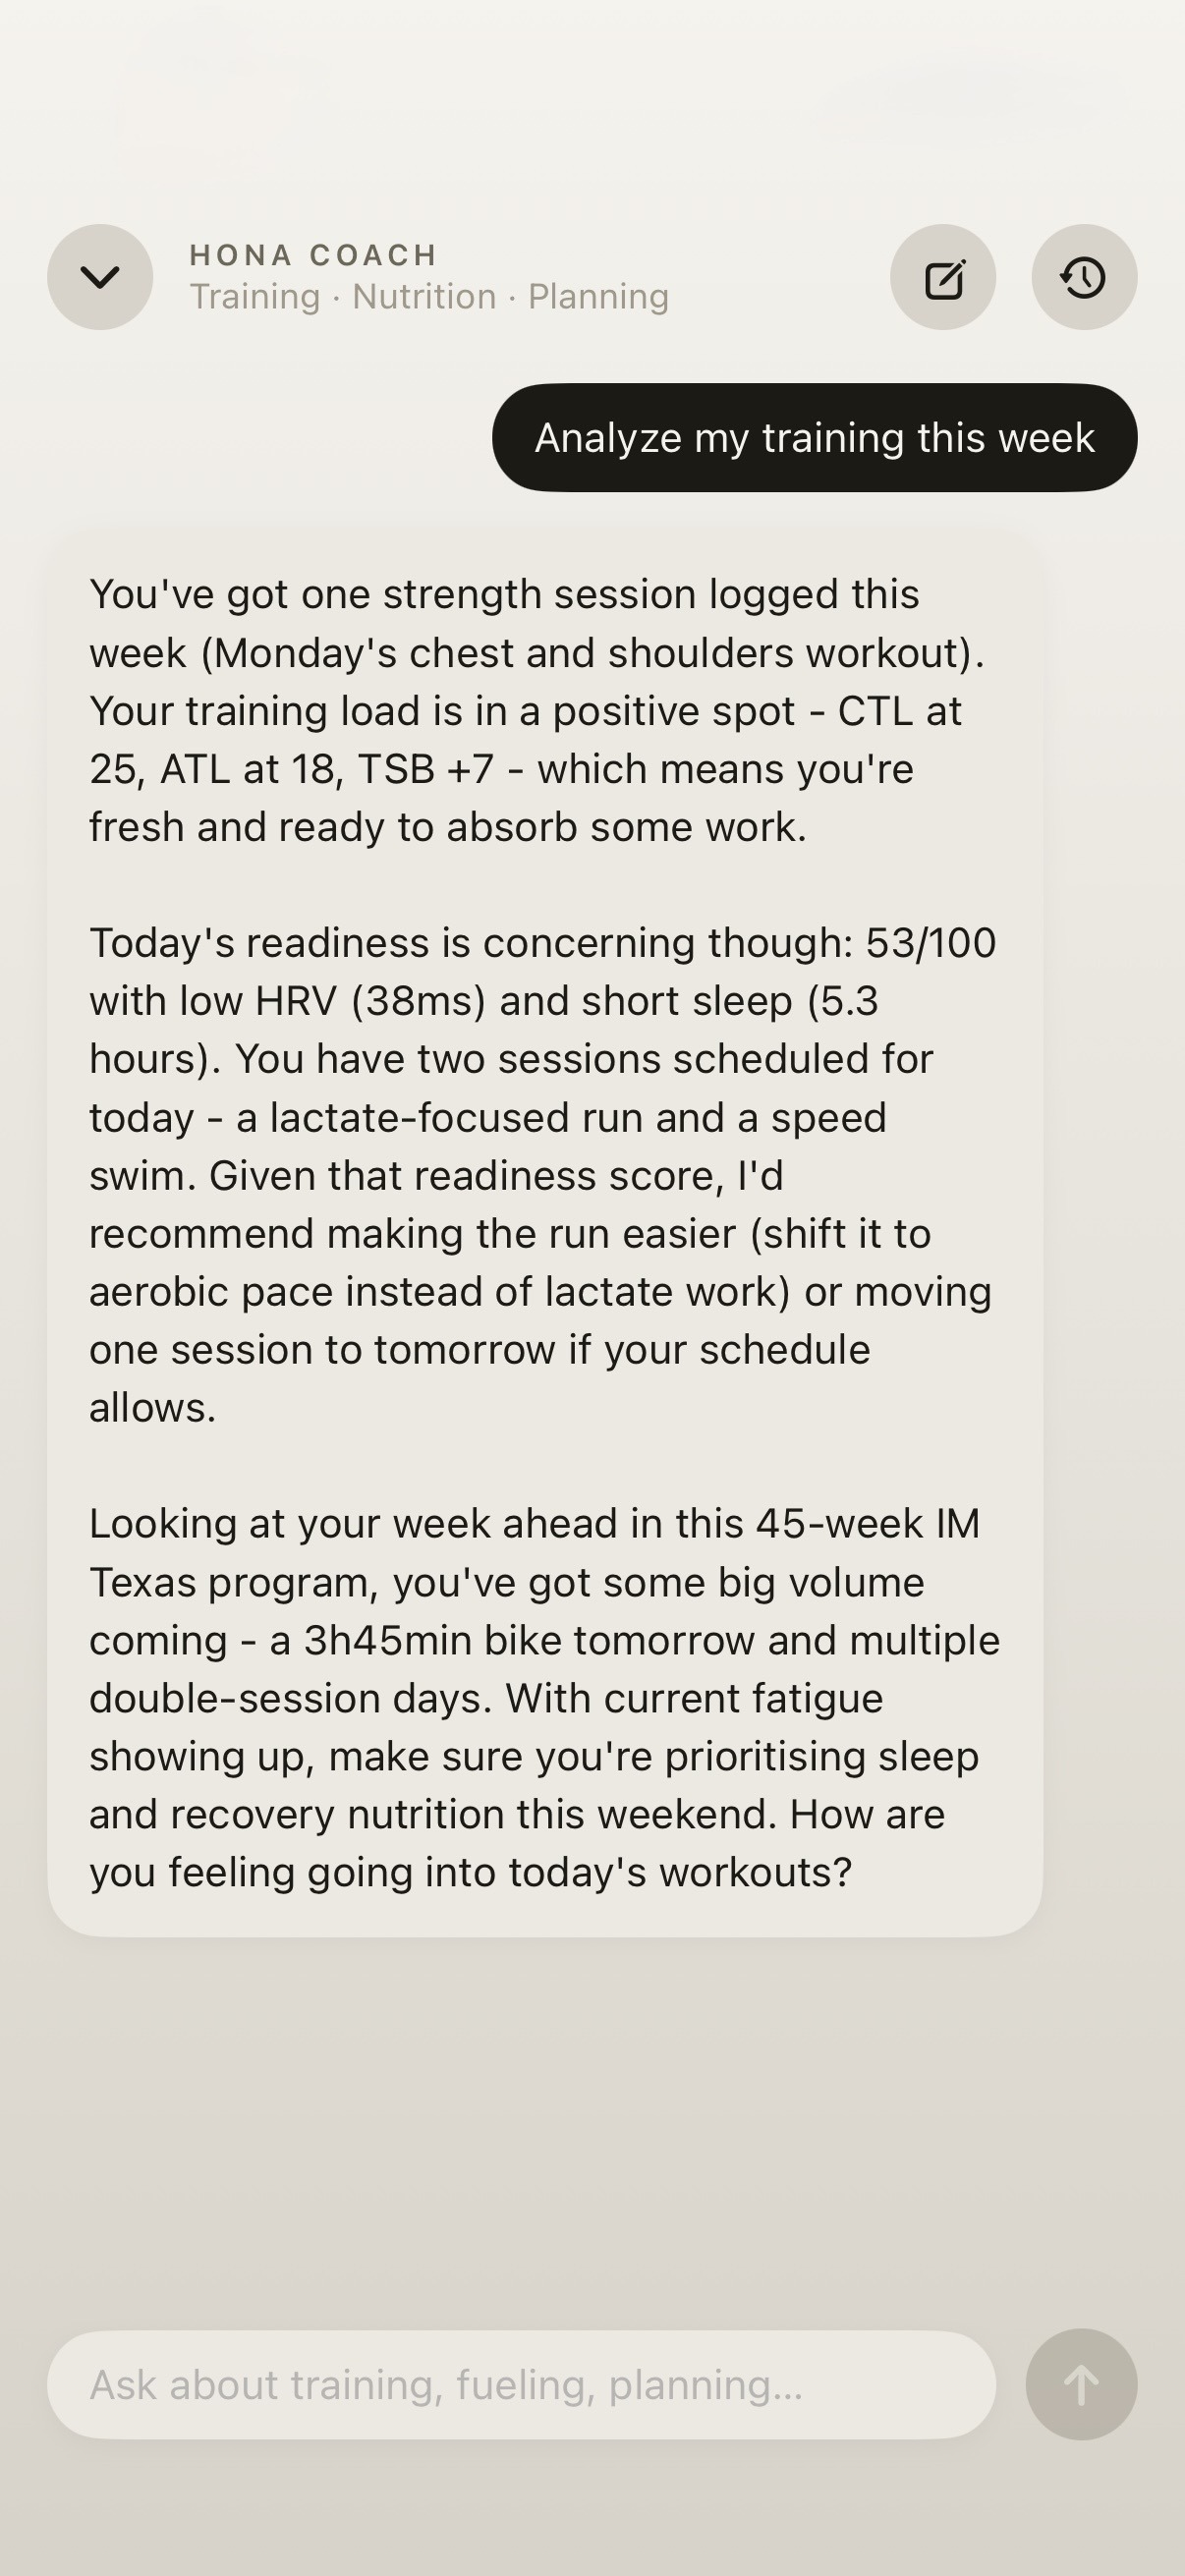 HONA COACH
Training · Nutrition · Planning
Analyze my training this week
You've got one strength session logged this
week (Monday's chest and shoulders workout).
Your training load is in a positive spot - CTL at
25, ATL at 18, TSB +7 - which means you're
fresh and ready to absorb some work.
Today's readiness is concerning though: 53/100
with low HRV (38ms) and short sleep (5.3
hours). You have two sessions scheduled for
today - a lactate-focused run and a speed
swim. Given that readiness score, I'd
recommend making the run easier (shift it to
aerobic pace instead of lactate work) or moving
one session to tomorrow if your schedule
allows.
Looking at your week ahead in this 45-week IM
Texas program, you've got some big volume
coming - a 3h45min bike tomorrow and multiple
double-session days. With current fatigue
showing up, make sure you're prioritising sleep
and recovery nutrition this weekend. How are
you feeling going into today's workouts?
Ask about training, fueling, planning...